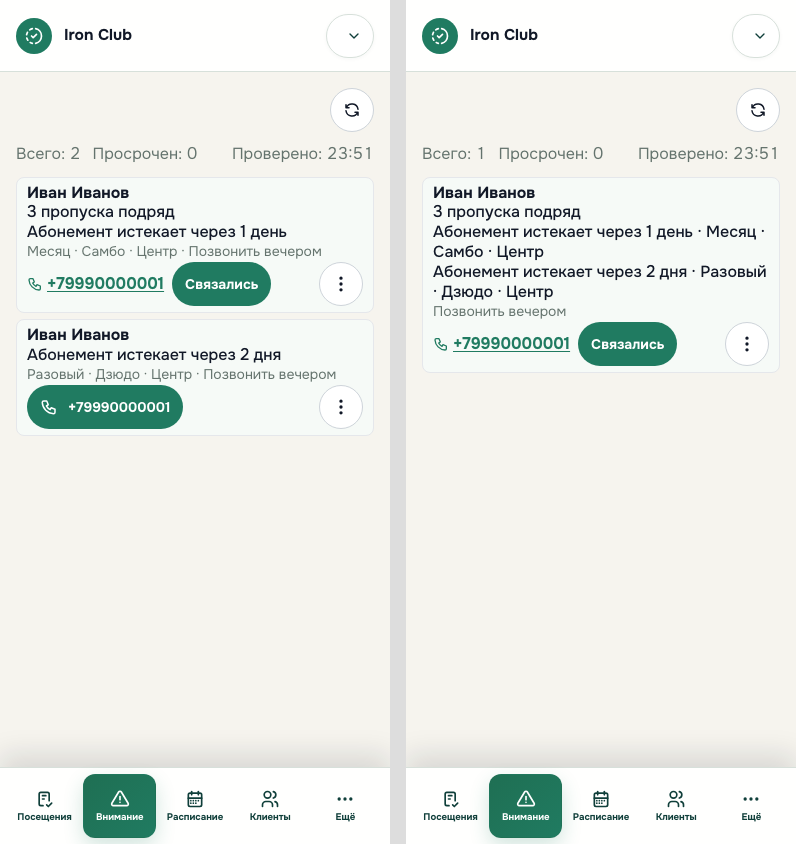 Iron Club
Всего: 2 Просрочен: 0 Проверено: 23:51
Иван Иванов
3 пропуска подряд
Абонемент истекает через 1 день
Месяц · Самбо · Центр · Позвонить вечером
+79990000001 Связались
Иван Иванов
Абонемент истекает через 2 дня
Разовый · Дзюдо · Центр · Позвонить вечером
+79990000001
Посещения Внимание Расписание Клиенты Ещё
Iron Club
Всего: 1 Просрочен: 0 Проверено: 23:51
Иван Иванов
3 пропуска подряд
Абонемент истекает через 1 день · Месяц ·
Самбо · Центр
Абонемент истекает через 2 дня · Разовый
· Дзюдо · Центр
Позвонить вечером
+79990000001 Связались
Посещения Внимание Расписание Клиенты Ещё